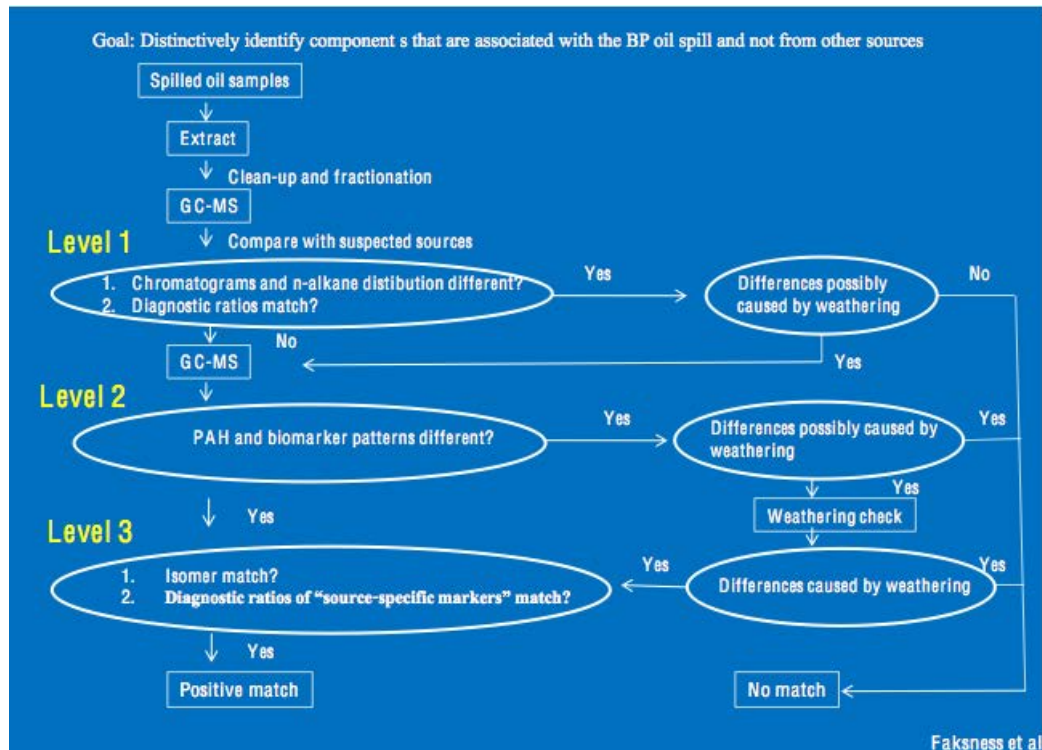 Goal: Distinctively identify component s that are associated with the BP oil spill and not from other sources
Spilled oil samples
Extract
Clean-up and fractionation
GC-MS
Level 1
Compare with suspected sources
1. Chromatograms and n-alkane distibution different?
2. Diagnostic ratios match?
Yes
Differences possibly
caused by weathering
No
No
Yes
GC-MS
Level 2
PAH and biomarker patterns different?
Yes
Differences possibly caused by
weathering
Yes
Yes
Weathering check
Yes
Level 3
1. Isomer match?
2. Diagnostic ratios of “source-specific markers” match?
Yes
Differences caused by weathering
Yes
Yes
Positive match
No match
Faksness et al